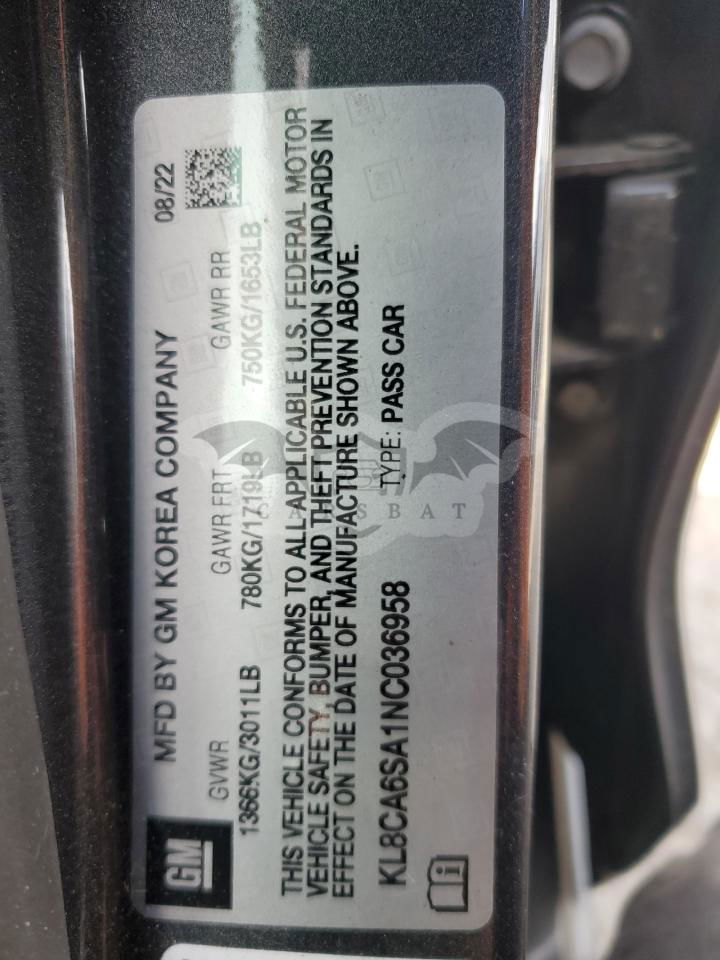 GM
MFD BY GM KOREA COMPANY 08/22
GVWR GAWR FRT GAWR RR
1366KG/3011LB 780KG/1719LB 750KG/1653LB
THIS VEHICLE CONFORMS TO ALL APPLICABLE U.S. FEDERAL MOTOR
VEHICLE SAFETY, BUMPER, AND THEFT PREVENTION STANDARDS IN
EFFECT ON THE DATE OF MANUFACTURE SHOWN ABOVE.
KL8CA6SA1NC036958 TYPE: PASS CAR
CARSBAT